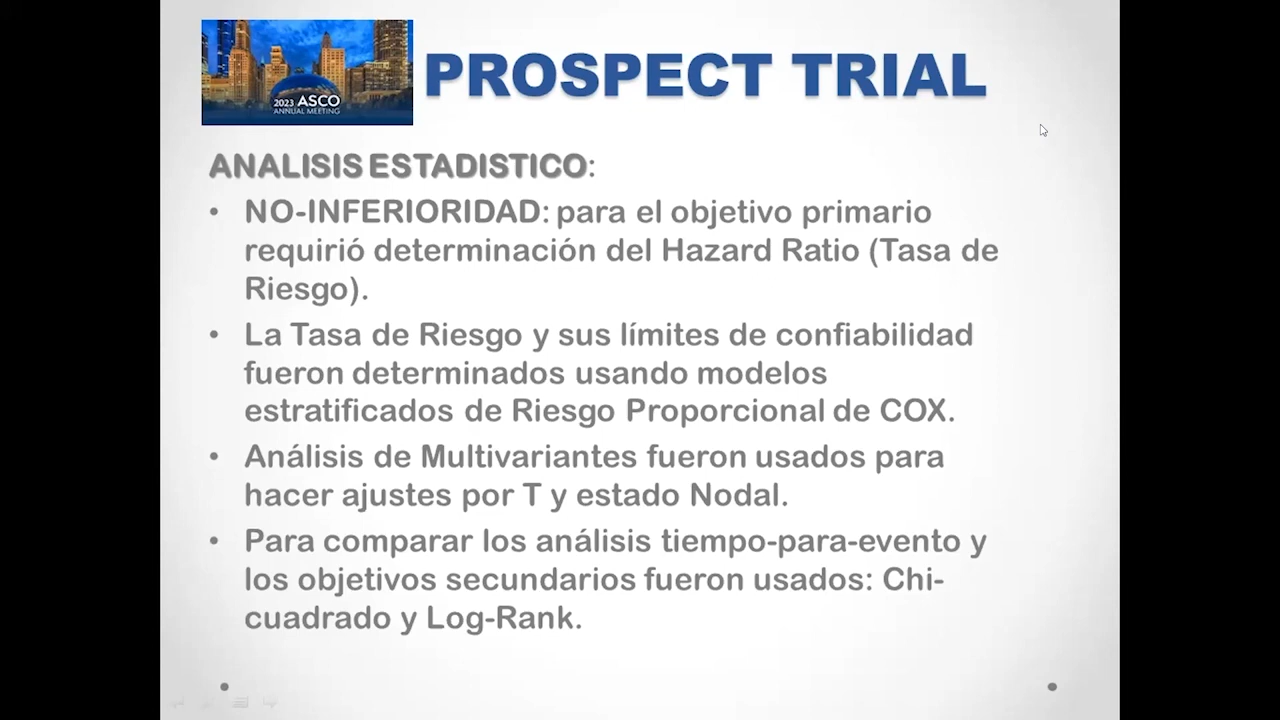 2023 ASCO
ANNUAL MEETING
PROSPECT TRIAL
ANALISIS ESTADISTICO:
• NO-INFERIORIDAD: para el objetivo primario
requirió determinación del Hazard Ratio (Tasa de
Riesgo).
• La Tasa de Riesgo y sus límites de confiabilidad
fueron determinados usando modelos
estratificados de Riesgo Proporcional de COX.
• Análisis de Multivariantes fueron usados para
hacer ajustes por T y estado Nodal.
• Para comparar los análisis tiempo-para-evento y
los objetivos secundarios fueron usados: Chi-
cuadrado y Log-Rank.